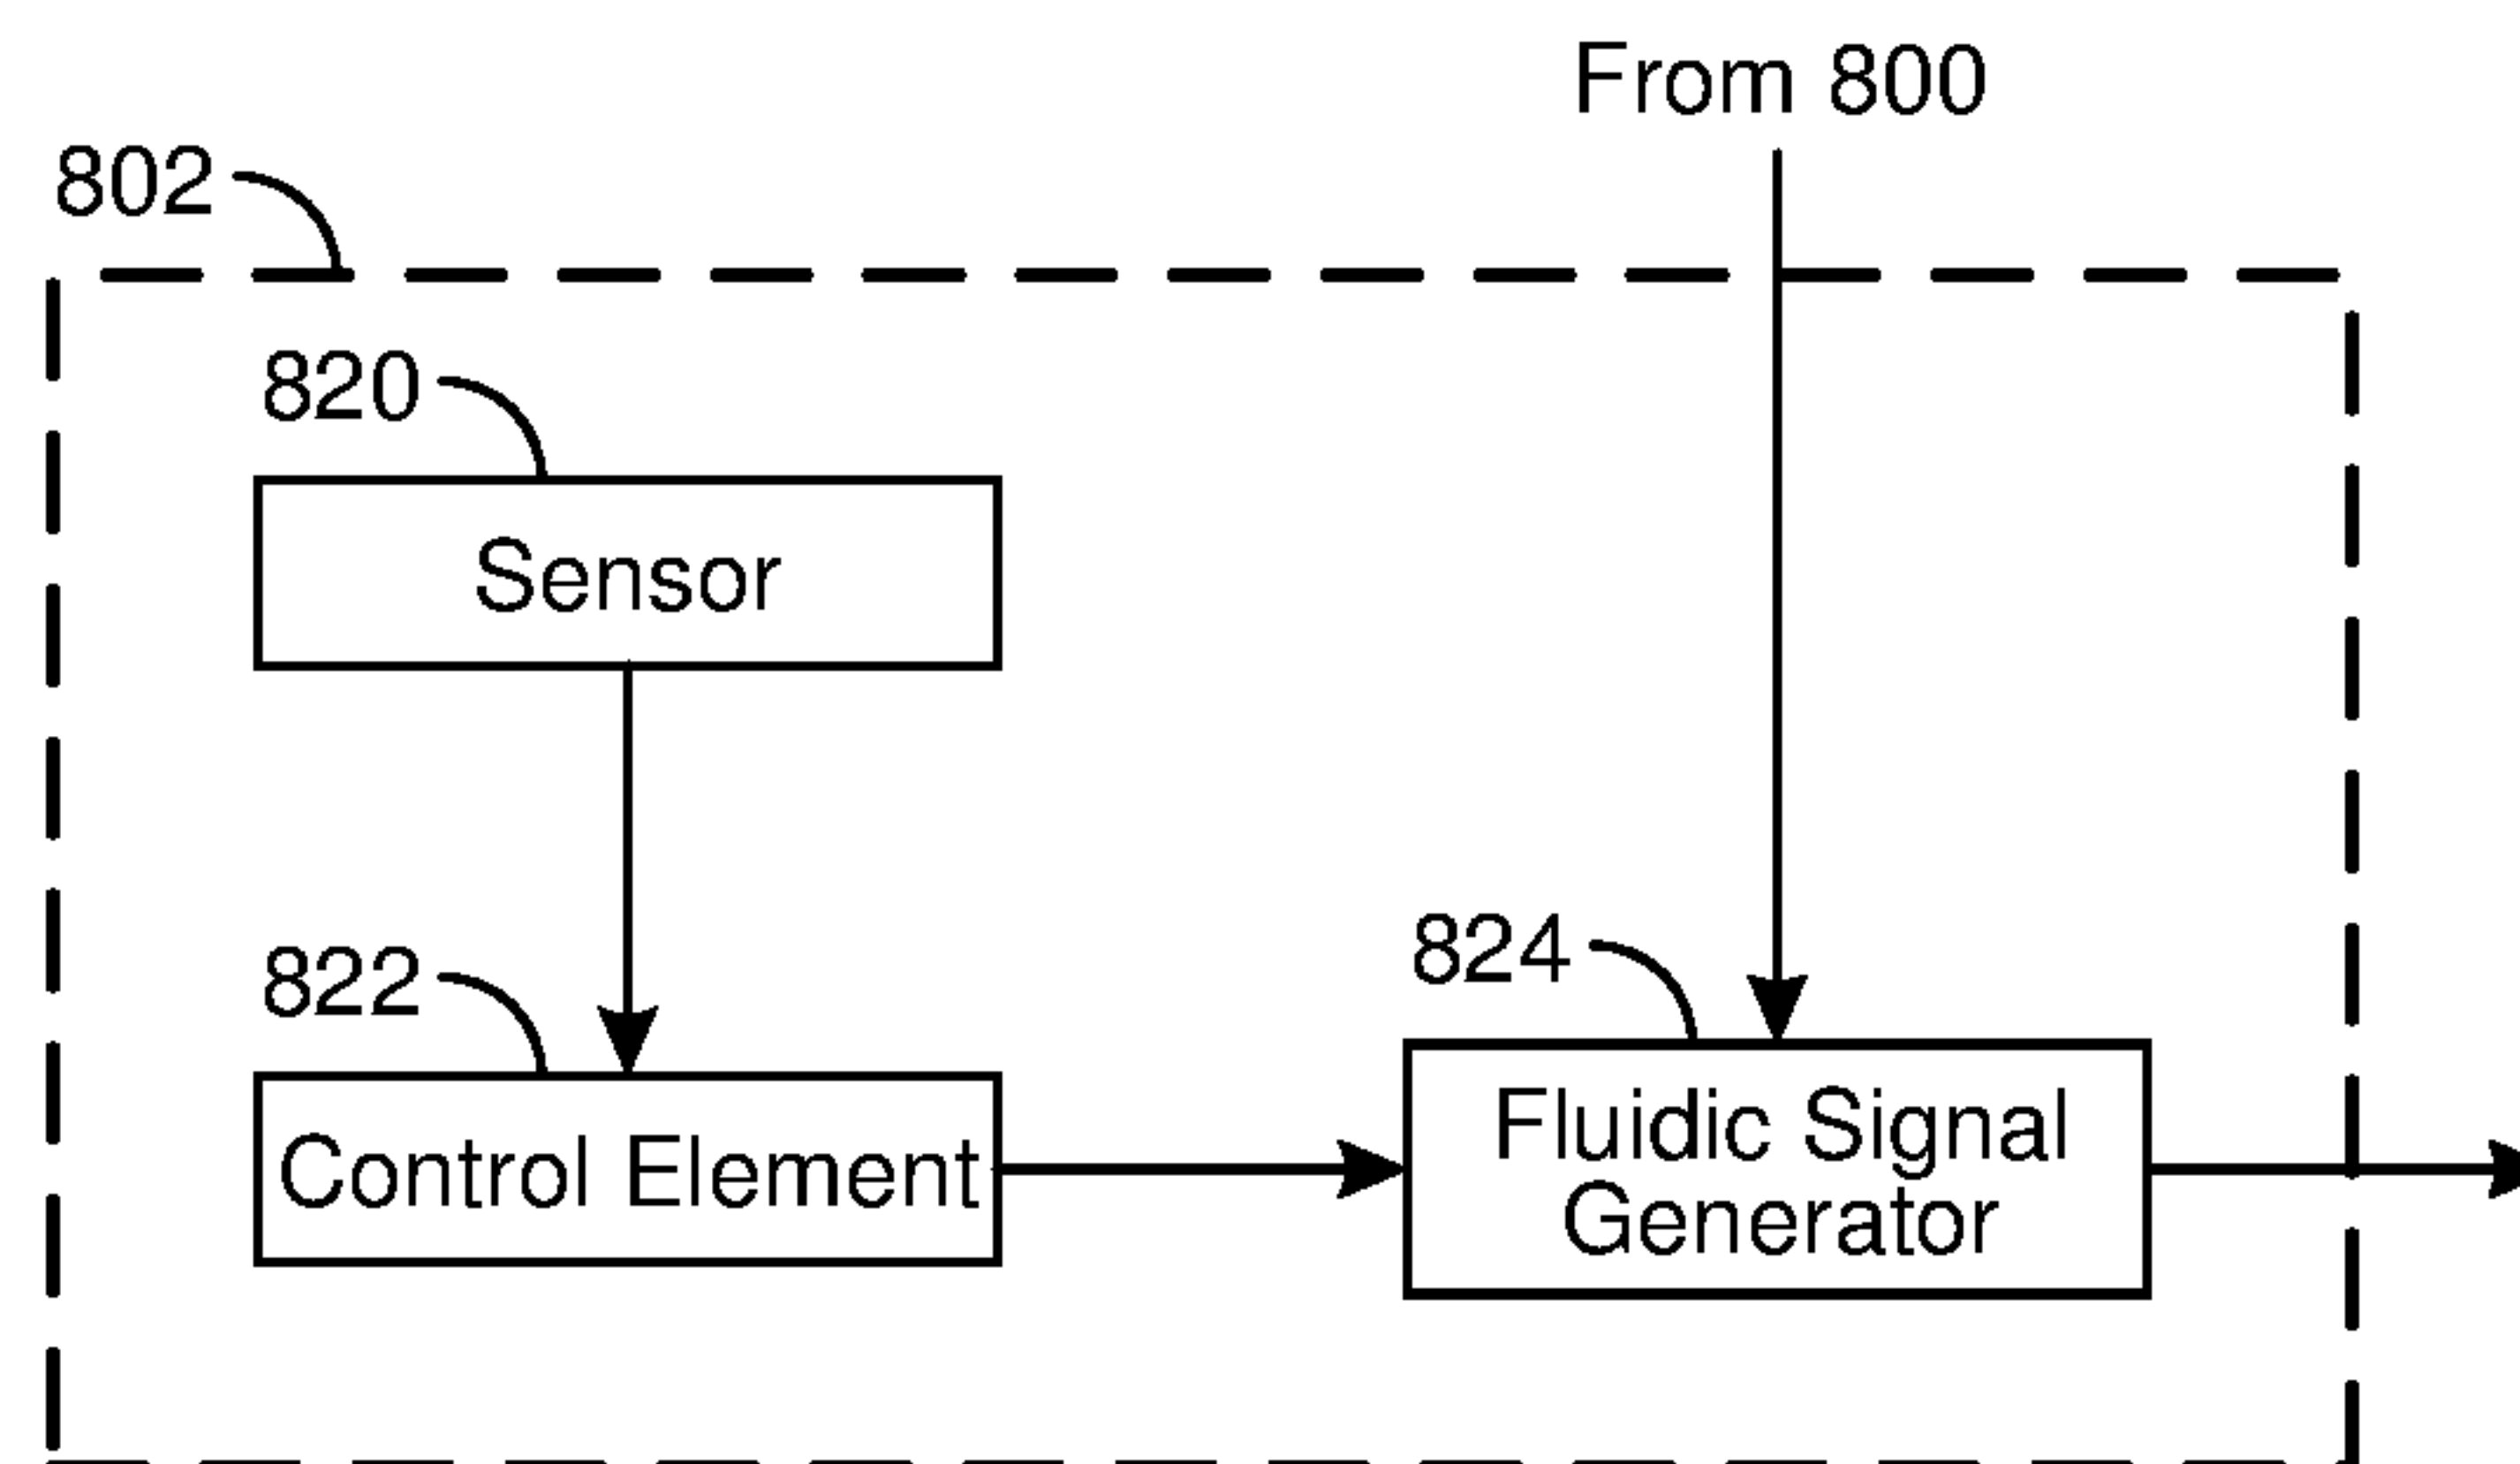 From 800
802
820
Sensor
822
824
Control Element
Fluidic Signal
Generator